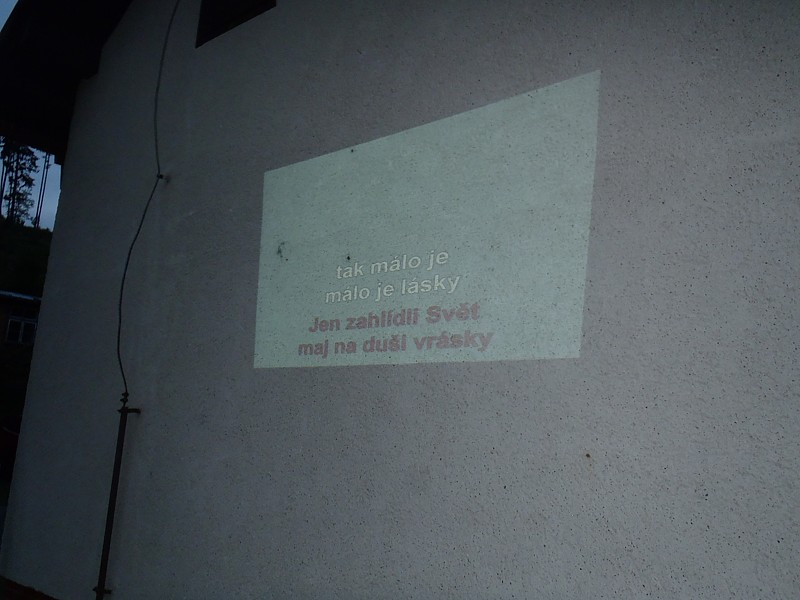 tak málo je
málo je lásky
Jen zahlídli Svět
maj na duši vrásky